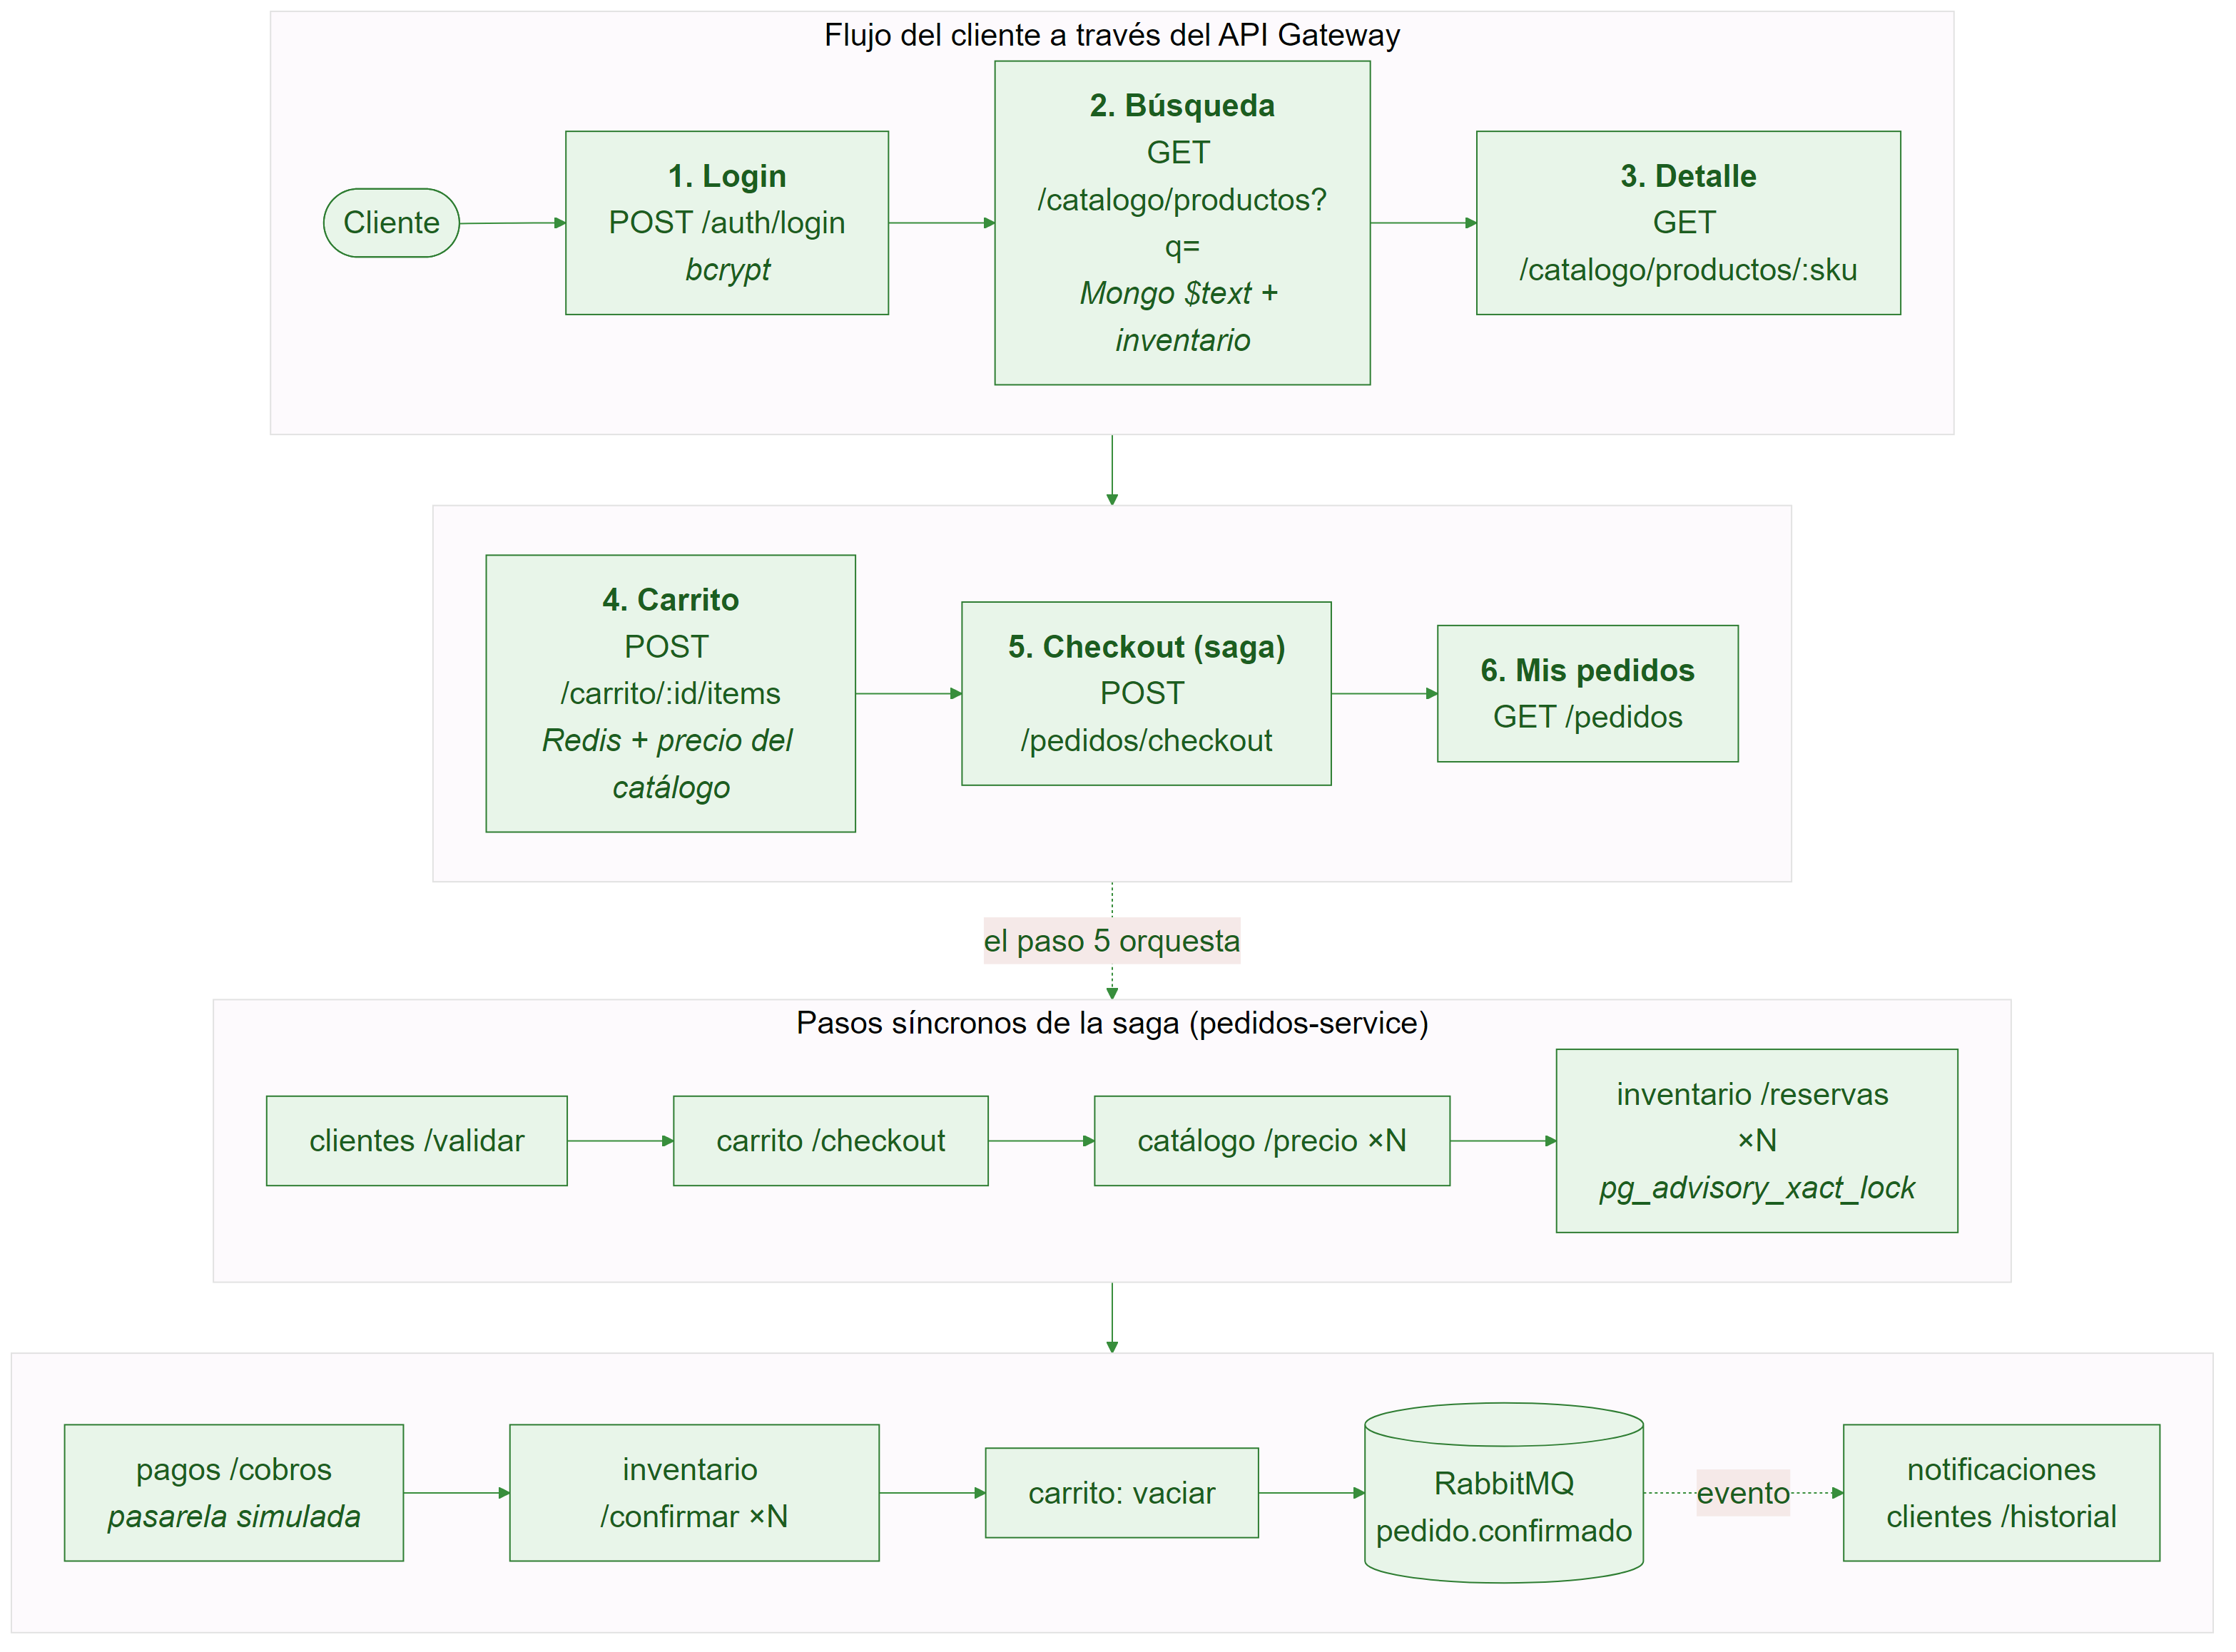 Flujo del cliente a través del API Gateway
Cliente
1. Login
POST /auth/login
bcrypt
2. Búsqueda
GET
/catalogo/productos?
q=
Mongo $text +
inventario
3. Detalle
GET
/catalogo/productos/:sku
4. Carrito
POST
/carrito/:id/items
Redis + precio del
catálogo
5. Checkout (saga)
POST
/pedidos/checkout
6. Mis pedidos
GET /pedidos
el paso 5 orquesta
Pasos síncronos de la saga (pedidos-service)
clientes /validar
carrito /checkout
catálogo /precio ×N
inventario /reservas
×N
pg_advisory_xact_lock
pagos /cobros
pasarela simulada
inventario
/confirmar ×N
carrito: vaciar
RabbitMQ
pedido.confirmado
evento
notificaciones
clientes /historial